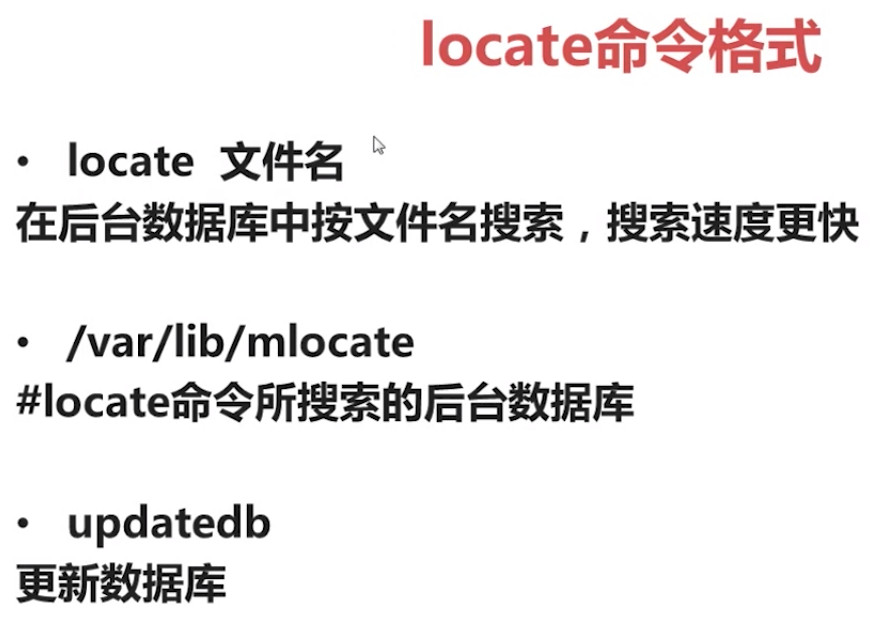 locate命令格式
• locate 文件名
在后台数据库中按文件名搜索，搜索速度更快
• /var/lib/mlocate
#locate命令所搜索的后台数据库
• updatedb
更新数据库